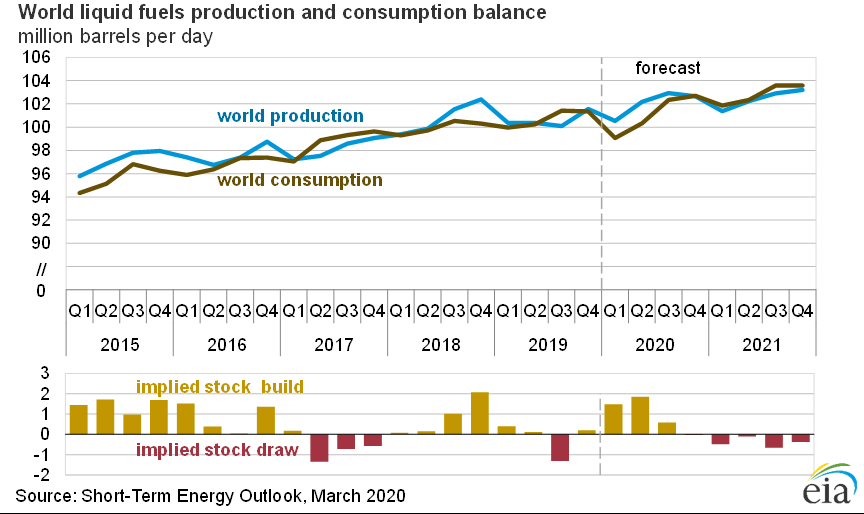 World liquid fuels production and consumption balance
million barrels per day
106
104
102
100
98
96
94
92
90
//
0
forecast
world production
world consumption
Q1 Q2 Q3 Q4 Q1 Q2 Q3 Q4 Q1 Q2 Q3 Q4 Q1 Q2 Q3 Q4 Q1 Q2 Q3 Q4 Q1 Q2 Q3 Q4 Q1 Q2 Q3 Q4
2015 2016 2017 2018 2019 2020 2021
3
2
1
0
-1
-2
implied stock build
implied stock draw
Source: Short-Term Energy Outlook, March 2020
eia